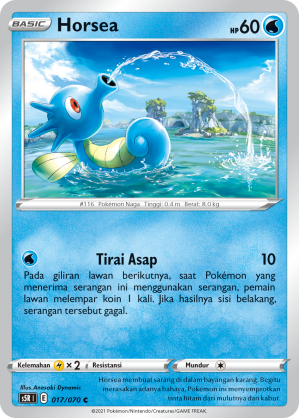 BASIC Horsea HP 60
#116 Pokémon Naga Tinggi: 0.4 m Berat: 8.0 kg
Tirai Asap 10
Pada giliran lawan berikutnya, saat Pokémon yang
menerima serangan ini menggunakan serangan, pemain
lawan melempar koin 1 kali. Jika hasilnya sisi belakang,
serangan tersebut gagal.
Kelemahan ×2 Resistansi Mundur
Illus. Anesaki Dynamic
s5R I E 017/070 C
Horsea membuat sarang di dalam bayangan karang. Begitu
merasakan adanya bahaya, Pokémon ini menyemprotkan
tinta hitam dari mulutnya dan kabur.
©2021 Pokémon/Nintendo/Creatures/GAME FREAK